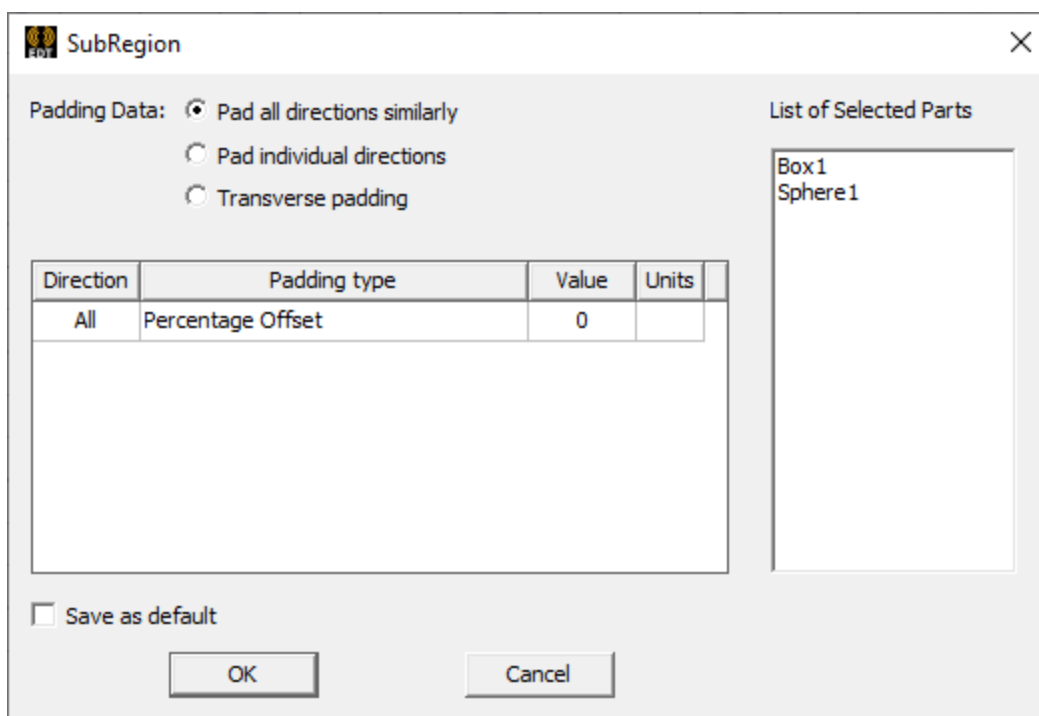 EDT SubRegion
Padding Data: Pad all directions similarly
Pad individual directions
Transverse padding
List of Selected Parts
Box1
Sphere1
Direction Padding type Value Units
All Percentage Offset 0
Save as default
OK Cancel